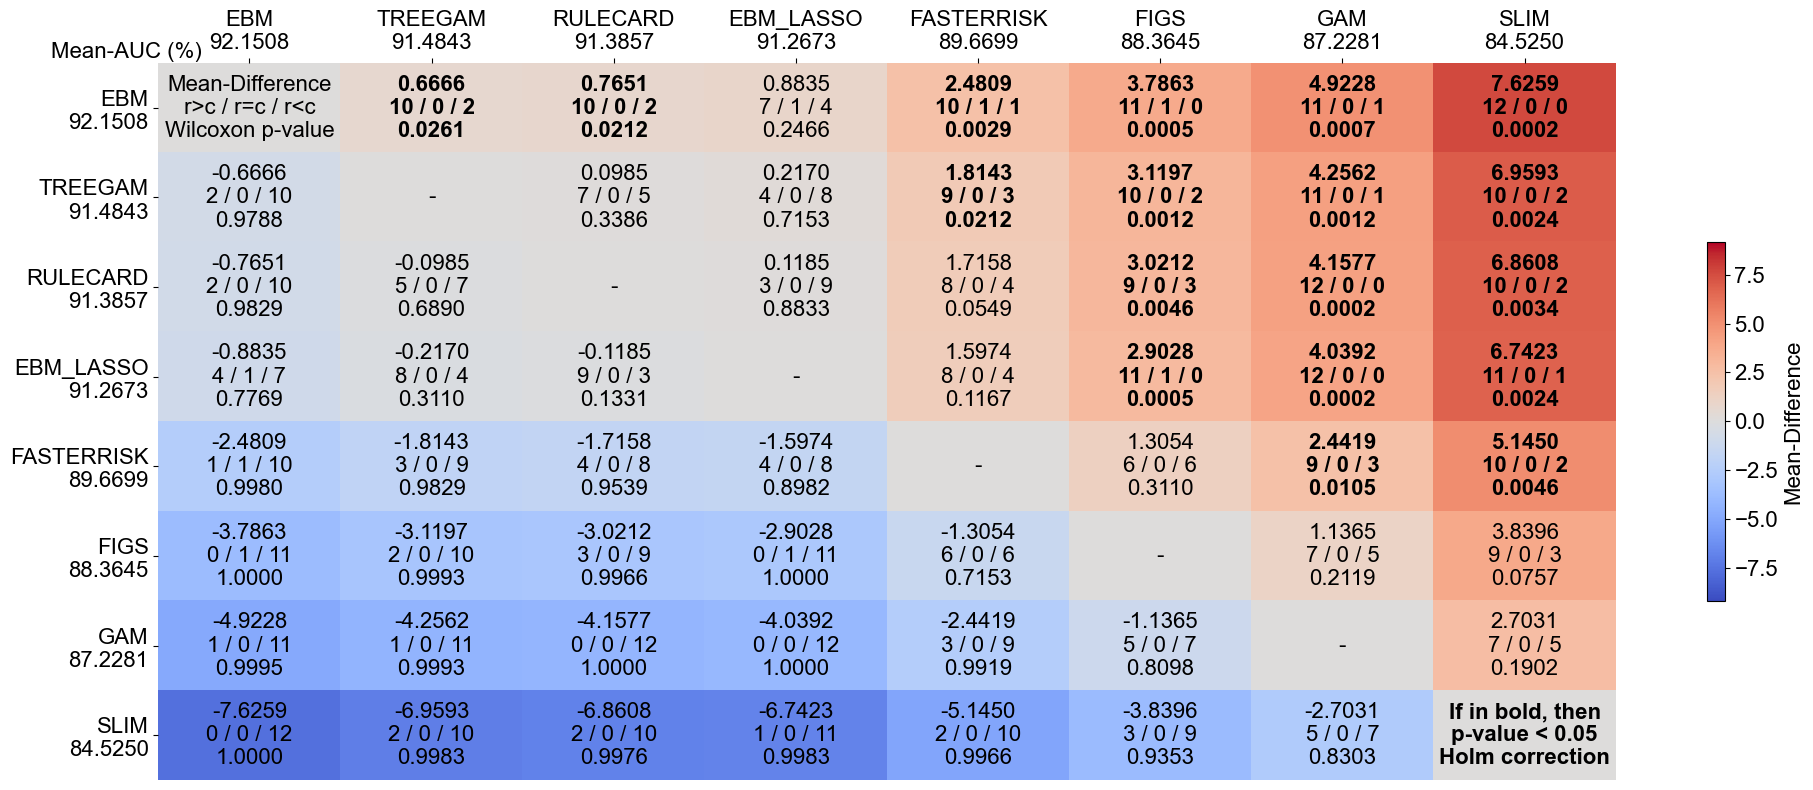 EBM TREEGAM RULECARD EBM_LASSO FASTERRISK FIGS GAM SLIM
Mean-AUC (%) 92.1508 91.4843 91.3857 91.2673 89.6699 88.3645 87.2281 84.5250
Mean-Difference 0.6666 0.7651 0.8835 2.4809 3.7863 4.9228 7.6259
EBM r>c / r=c / r<c 10 / 0 / 2 10 / 0 / 2 7 / 1 / 4 10 / 1 / 1 11 / 1 / 0 11 / 0 / 1 12 / 0 / 0
92.1508 Wilcoxon p-value 0.0261 0.0212 0.2466 0.0029 0.0005 0.0007 0.0002
-0.6666 0.0985 0.2170 1.8143 3.1197 4.2562 6.9593
TREEGAM 2 / 0 / 10 - 7 / 0 / 5 4 / 0 / 8 9 / 0 / 3 10 / 0 / 2 11 / 0 / 1 10 / 0 / 2
91.4843 0.9788 0.3386 0.7153 0.0212 0.0012 0.0012 0.0024
-0.7651 -0.0985 0.1185 1.7158 3.0212 4.1577 6.8608
RULECARD 2 / 0 / 10 5 / 0 / 7 - 3 / 0 / 9 8 / 0 / 4 9 / 0 / 3 12 / 0 / 0 10 / 0 / 2
91.3857 0.9829 0.6890 0.8833 0.0549 0.0046 0.0002 0.0034
-0.8835 -0.2170 -0.1185 1.5974 2.9028 4.0392 6.7423
EBM_LASSO 4 / 1 / 7 8 / 0 / 4 9 / 0 / 3 - 8 / 0 / 4 11 / 1 / 0 12 / 0 / 0 11 / 0 / 1
91.2673 0.7769 0.3110 0.1331 0.1167 0.0005 0.0002 0.0024
-2.4809 -1.8143 -1.7158 -1.5974 1.3054 2.4419 5.1450
FASTERRISK 1 / 1 / 10 3 / 0 / 9 4 / 0 / 8 4 / 0 / 8 - 6 / 0 / 6 9 / 0 / 3 10 / 0 / 2
89.6699 0.9980 0.9829 0.9539 0.8982 0.3110 0.0105 0.0046
-3.7863 -3.1197 -3.0212 -2.9028 -1.3054 1.1365 3.8396
FIGS 0 / 1 / 11 2 / 0 / 10 3 / 0 / 9 0 / 1 / 11 6 / 0 / 6 - 7 / 0 / 5 9 / 0 / 3
88.3645 1.0000 0.9993 0.9966 1.0000 0.7153 0.2119 0.0757
-4.9228 -4.2562 -4.1577 -4.0392 -2.4419 -1.1365 2.7031
GAM 1 / 0 / 11 1 / 0 / 11 0 / 0 / 12 0 / 0 / 12 3 / 0 / 9 5 / 0 / 7 - 7 / 0 / 5
87.2281 0.9995 0.9993 1.0000 1.0000 0.9919 0.8098 0.1902
-7.6259 -6.9593 -6.8608 -6.7423 -5.1450 -3.8396 -2.7031 If in bold, then
SLIM 0 / 0 / 12 2 / 0 / 10 2 / 0 / 10 1 / 0 / 11 2 / 0 / 10 3 / 0 / 9 5 / 0 / 7 p-value < 0.05
84.5250 1.0000 0.9983 0.9976 0.9983 0.9966 0.9353 0.8303 Holm correction
7.5
5.0
2.5
0.0
−2.5
−5.0
−7.5
Mean-Difference